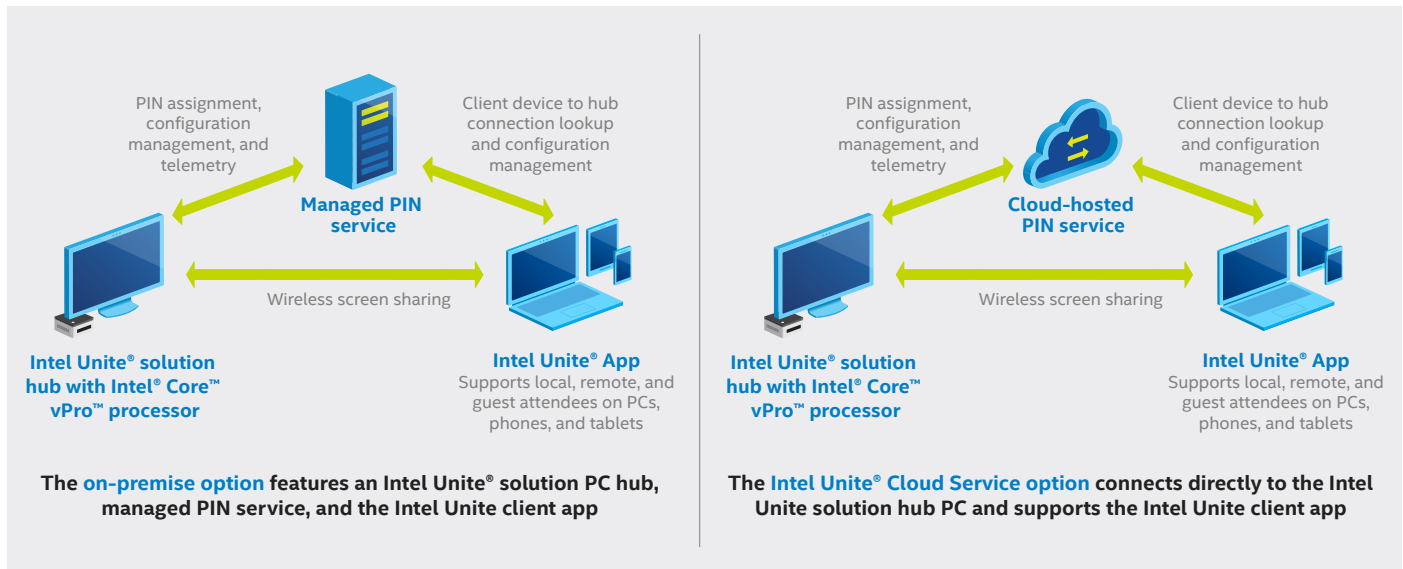 PIN assignment,
configuration
management, and
telemetry
Client device to hub
connection lookup
and configuration
management
Managed PIN
service
Wireless screen sharing
Intel Unite® solution
hub with Intel® Core™
vPro™ processor
Intel Unite® App
Supports local, remote, and
guest attendees on PCs,
phones, and tablets
The on-premise option features an Intel Unite® solution PC hub,
managed PIN service, and the Intel Unite client app
PIN assignment,
configuration
management, and
telemetry
Client device to hub
connection lookup
and configuration
management
Cloud-hosted
PIN service
Wireless screen sharing
Intel Unite® solution
hub with Intel® Core™
vPro™ processor
Intel Unite® App
Supports local, remote, and
guest attendees on PCs,
phones, and tablets
The Intel Unite® Cloud Service option connects directly to the Intel
Unite solution hub PC and supports the Intel Unite client app